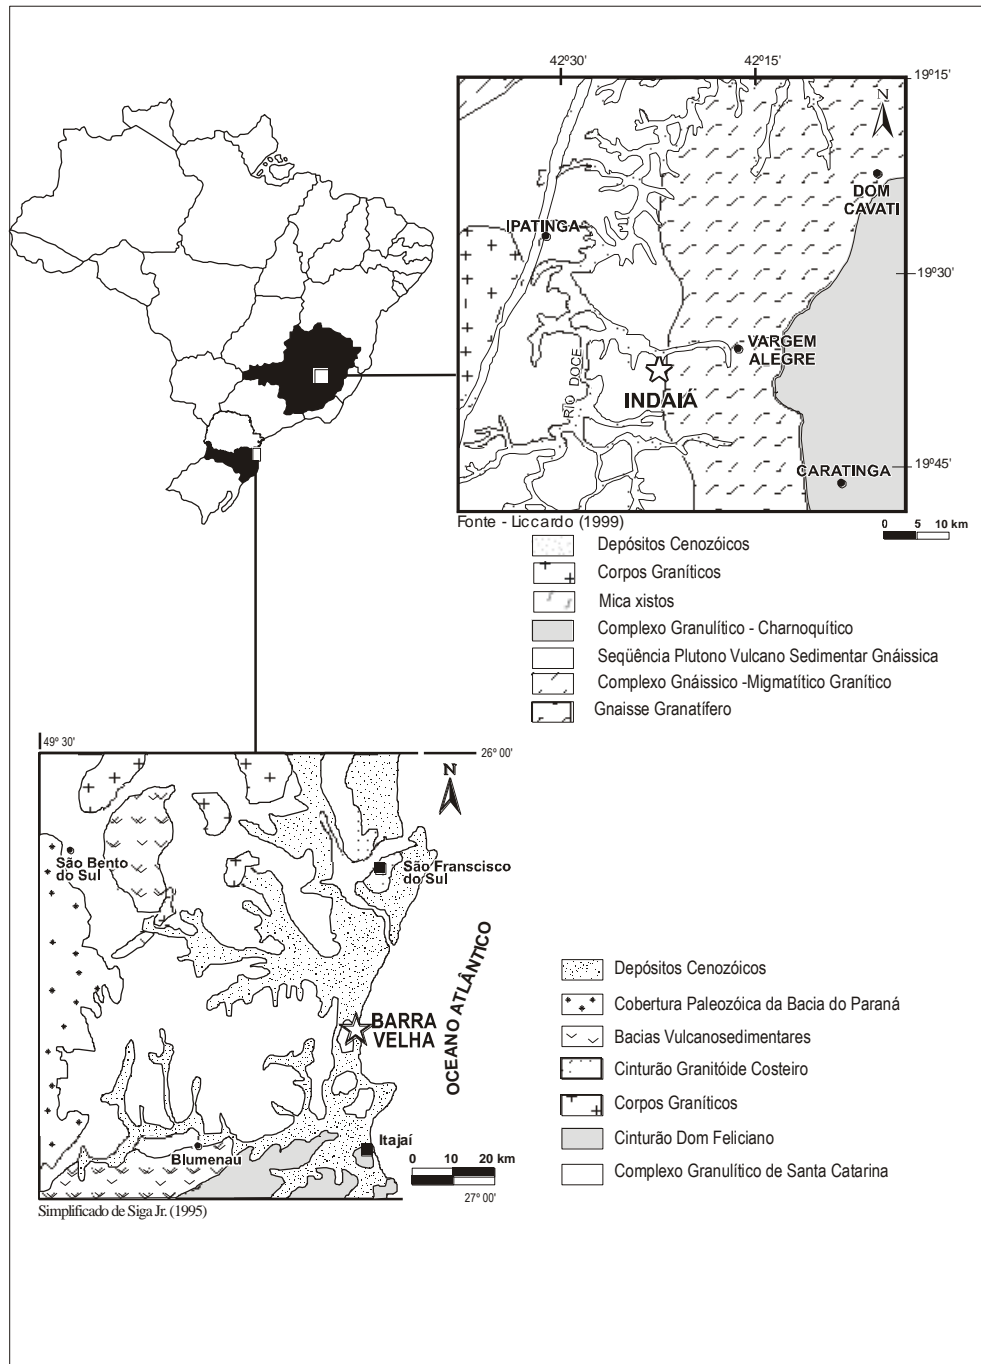 42º30'
42º15'
19º15'
N
DOM
CAVATI
IPATINGA
19º30'
VARGEM
ALEGRE
RIO DOCE
INDAIÁ
CARATINGA
19º45'
Fonte - Liccardo (1999)
0 5 10 km
Depósitos Cenozóicos
Corpos Graníticos
Mica xistos
Complexo Granulítico - Charnoquítico
Seqüência Plutono Vulcano Sedimentar Gnáissica
Complexo Gnáissico -Migmatítico Granítico
Gnaisse Granatífero
49º 30'
26º 00'
N
São Bento
do Sul
São Franscisco
do Sul
OCEANO ATLÂNTICO
BARRA
VELHA
Itajaí
Blumenau
0 10 20 km
27º 00'
Simplificado de Siga Jr. (1995)
Depósitos Cenozóicos
Cobertura Paleozóica da Bacia do Paraná
Bacias Vulcanosedimentares
Cinturão Granitóide Costeiro
Corpos Graníticos
Cinturão Dom Feliciano
Complexo Granulítico de Santa Catarina